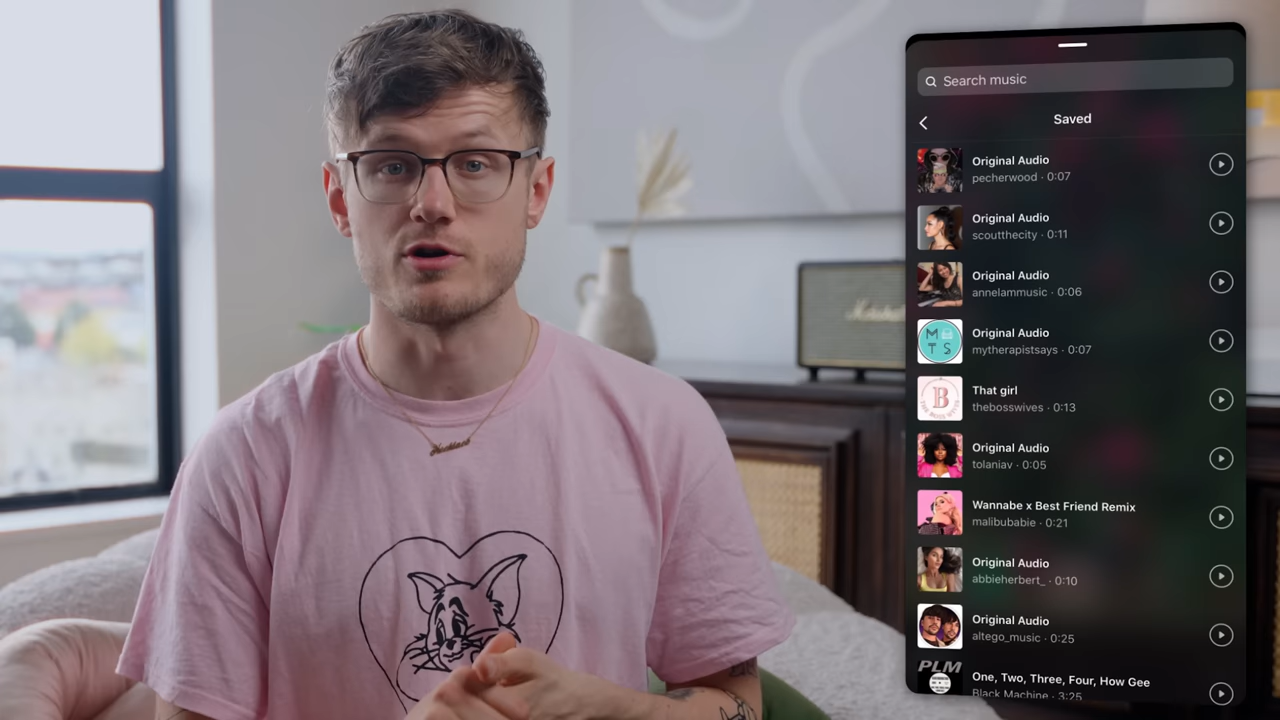 Search music
Saved
Original Audio
pecherwood · 0:07
Original Audio
scoutthecity · 0:11
Original Audio
annelammusic · 0:06
Original Audio
mytherapistsays · 0:07
That girl
thebosswives · 0:13
Original Audio
tolaniav · 0:05
Wannabe x Best Friend Remix
malibubabie · 0:21
Original Audio
abbieherbert_ · 0:10
Original Audio
altego_music · 0:25
One, Two, Three, Four, How Gee
Black Machine · 3:25
M
T S
B
PLM